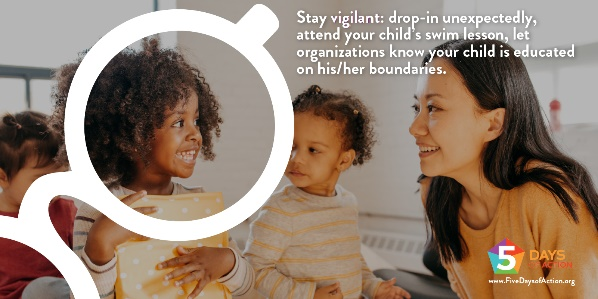 Stay vigilant: drop-in unexpectedly,
attend your child's swim lesson, let
organizations know your child is educated
on his/her boundaries.
5 DAYS
OF ACTION
www.FiveDaysofAction.org